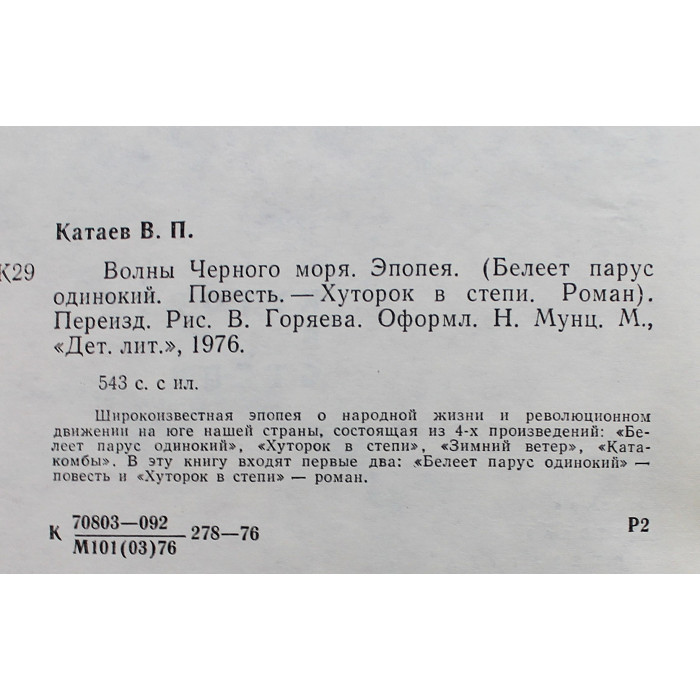 Катаев В. П.
К29 Волны Черного моря. Эпопея. (Белеет парус
одинокий. Повесть. — Хуторок в степи. Роман).
Переизд. Рис. В. Горяева. Оформл. Н. Мунц. М.,
«Дет. лит.», 1976.
543 с. с ил.
Широкоизвестная эпопея о народной жизни и революционном
движении на юге нашей страны, состоящая из 4-х произведений: «Бе-
леет парус одинокий», «Хуторок в степи», «Зимний ветер», «Ката-
комбы». В эту книгу входят первые два: «Белеет парус одинокий» —
повесть и «Хуторок в степи» — роман.
70803—092
К 278—76 Р2
М101(03)76